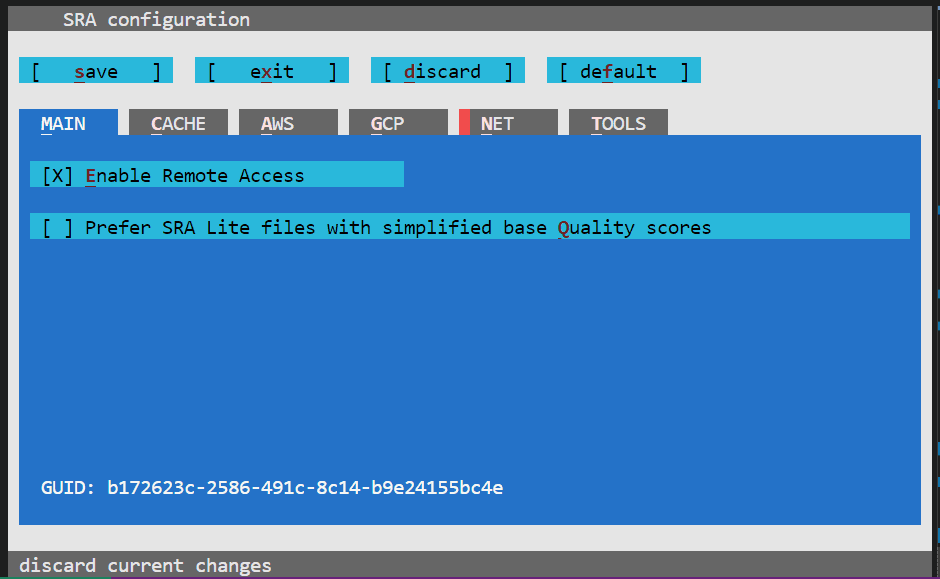 SRA configuration
[   save   ] [   exit   ] [ discard  ] [ default  ]
MAIN CACHE AWS GCP NET TOOLS
[X] Enable Remote Access
[ ] Prefer SRA Lite files with simplified base Quality scores
GUID: b172623c-2586-491c-8c14-b9e24155bc4e
discard current changes